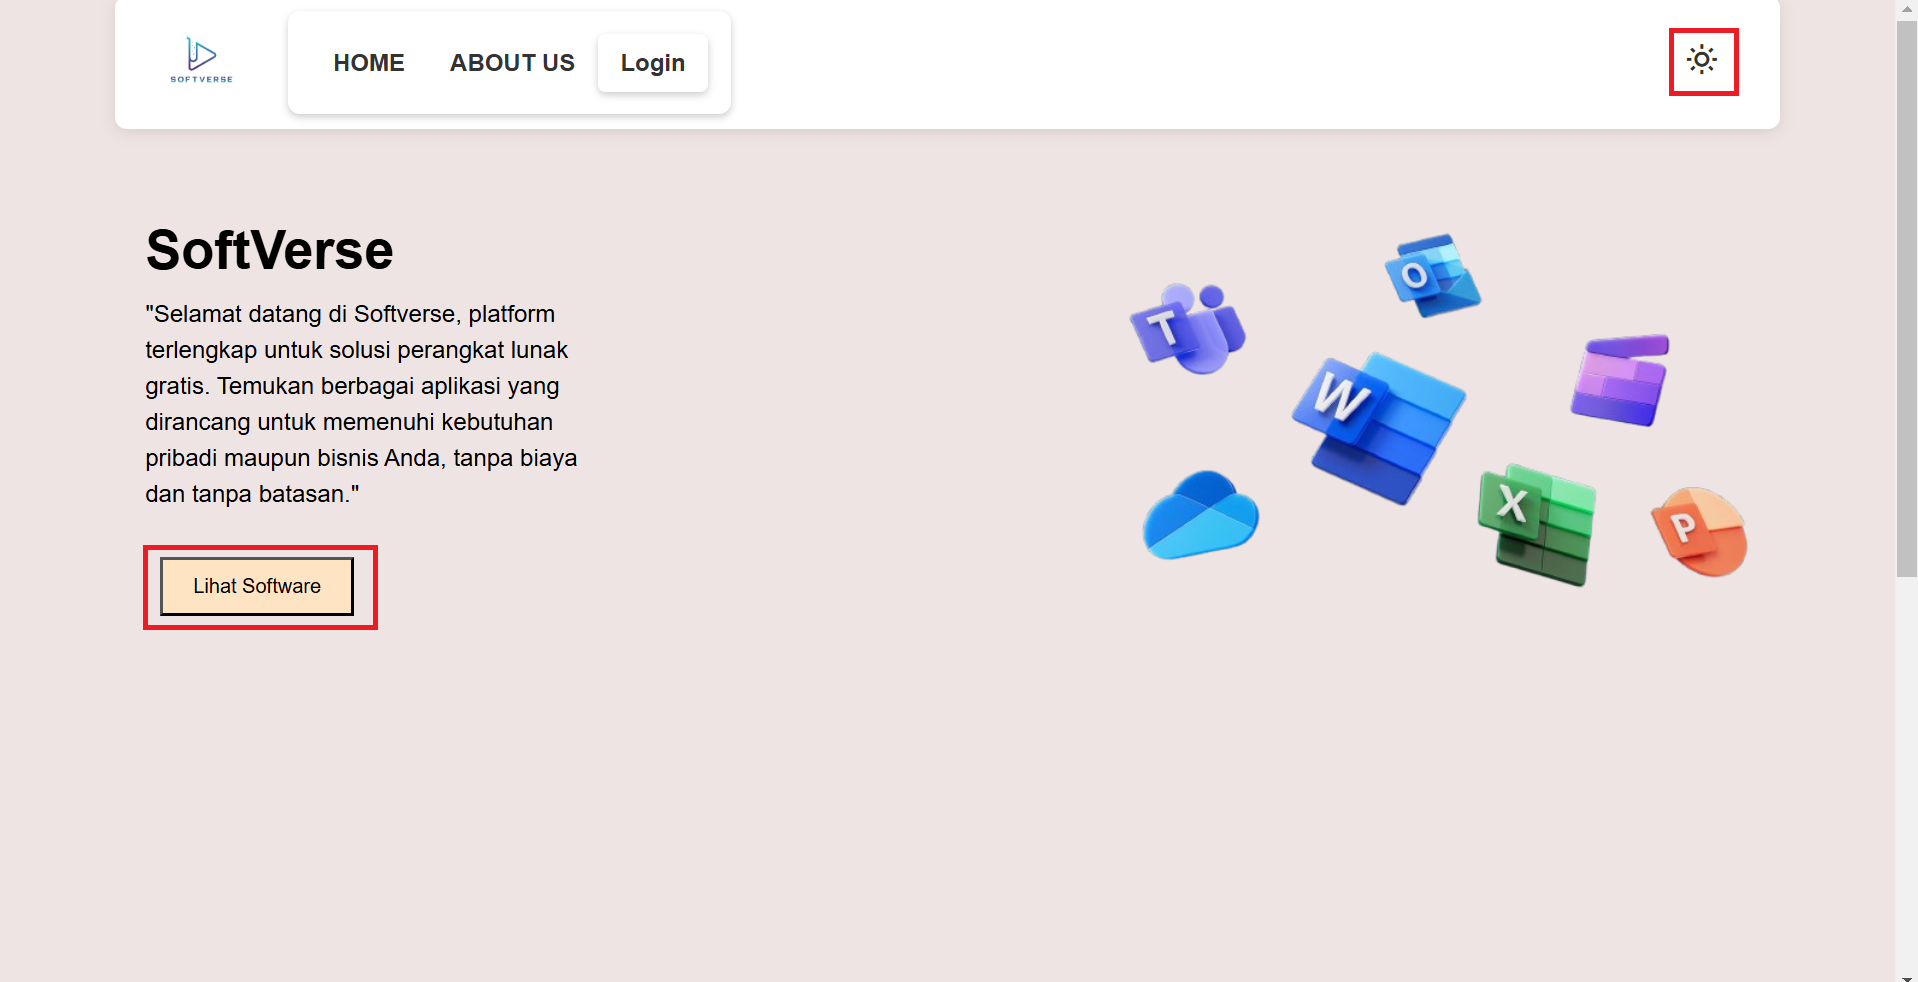 SOFTVERSE
HOME
ABOUT US
Login
SoftVerse
"Selamat datang di Softverse, platform
terlengkap untuk solusi perangkat lunak
gratis. Temukan berbagai aplikasi yang
dirancang untuk memenuhi kebutuhan
pribadi maupun bisnis Anda, tanpa biaya
dan tanpa batasan."
Lihat Software
O
T
W
X
P